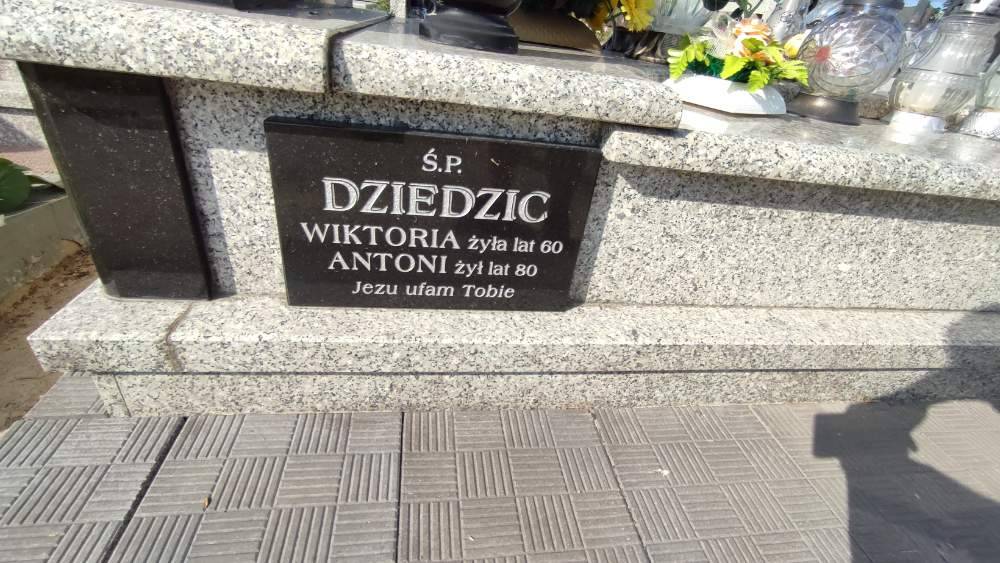 Ś.P.
DZIEDZIC
WIKTORIA żyła lat 60
ANTONI żył lat 80
Jezu ufam Tobie